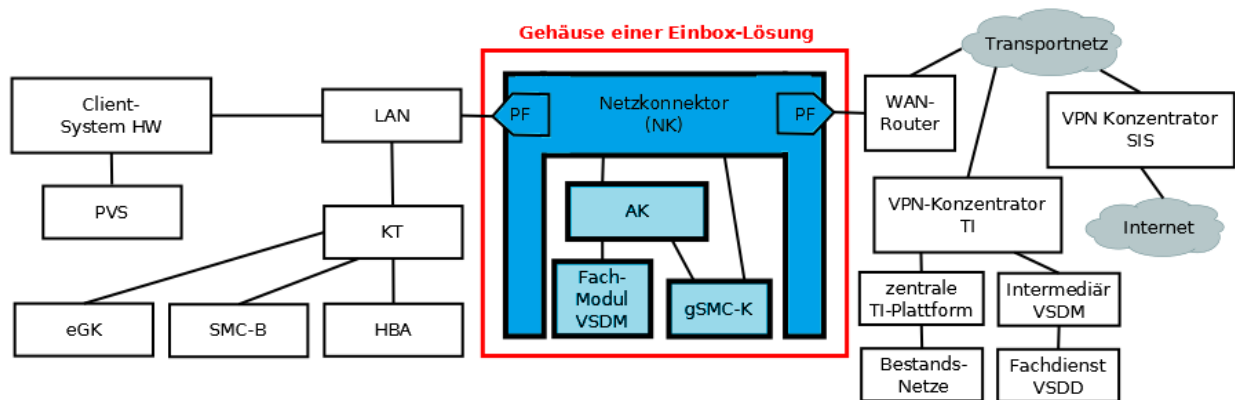 Gehäuse einer Einbox-Lösung
Client-
System HW
PVS
LAN
KT
eGK
SMC-B
HBA
PF
Netzkonnektor
(NK)
PF
AK
Fach-
Modul
VSDM
gSMC-K
WAN-
Router
Transportnetz
VPN Konzentrator
SIS
Internet
VPN-Konzentrator
TI
zentrale
TI-Plattform
Intermediär
VSDM
Bestands-
Netze
Fachdienst
VSDD